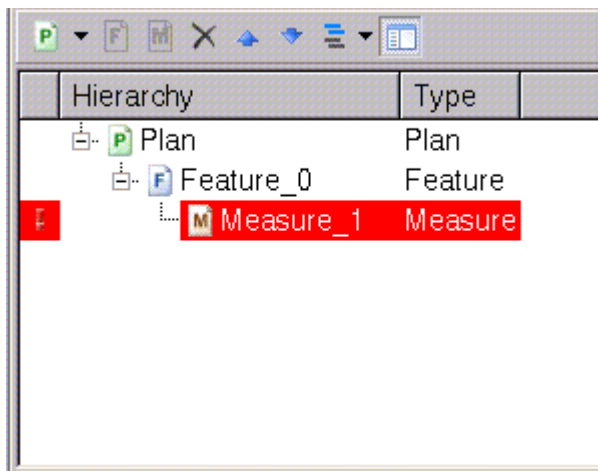 P F M
Hierarchy Type
P Plan Plan
F Feature_0 Feature
M Measure_1 Measure